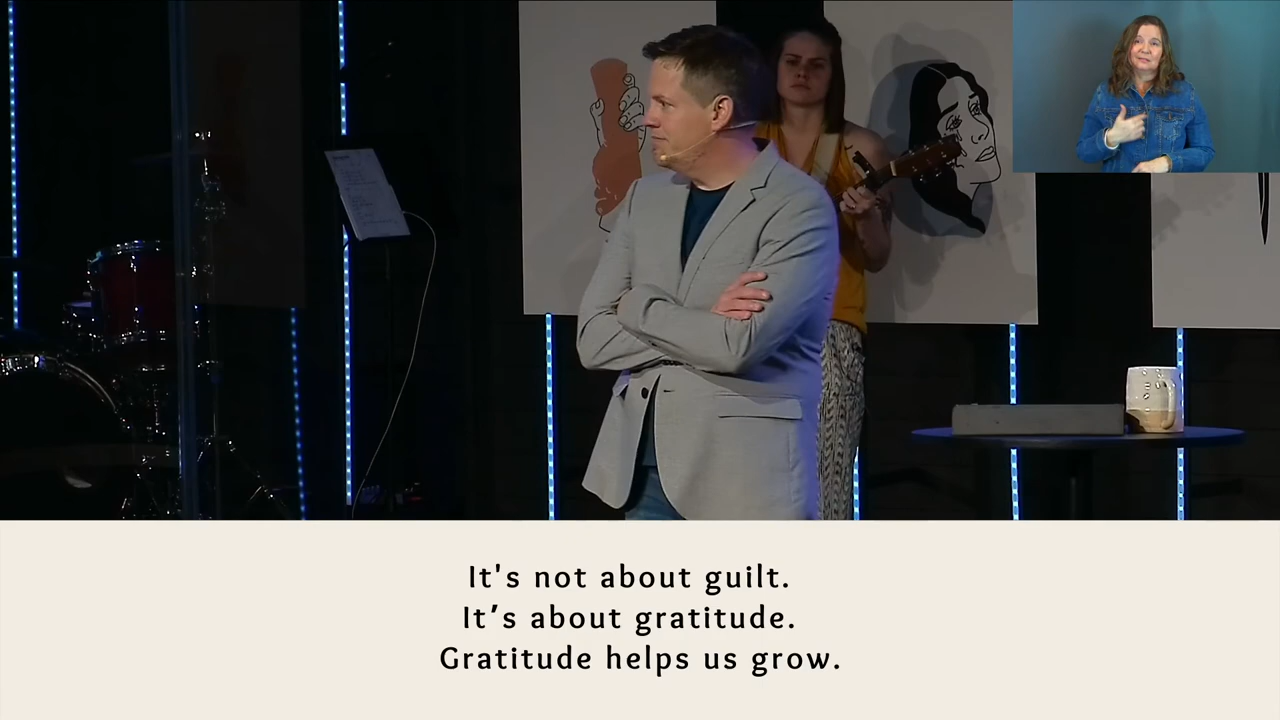 It's not about guilt.
It’s about gratitude.
Gratitude helps us grow.